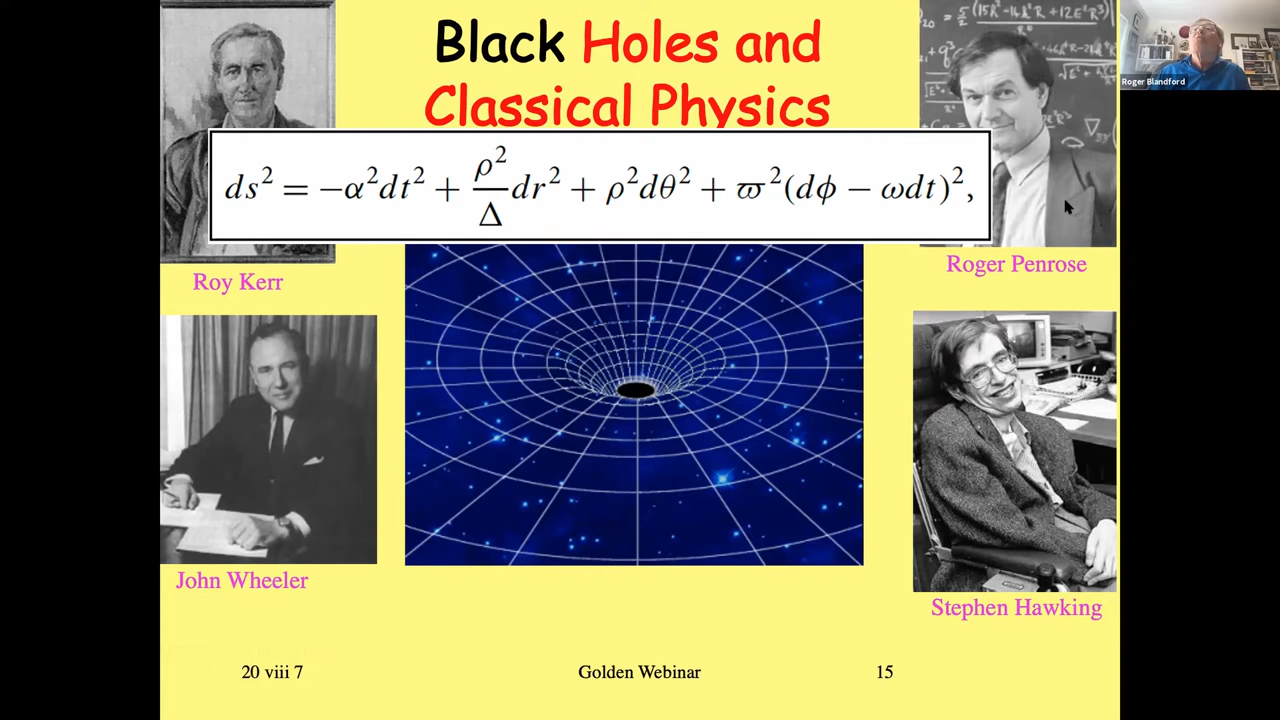 Black Holes and
Classical Physics
ds² = −α²dt² + ρ²/Δ dr² + ρ²dθ² + ϖ²(dϕ − ωdt)²,
Roy Kerr
Roger Penrose
John Wheeler
Stephen Hawking
20 viii 7
Golden Webinar
15
Roger Blandford